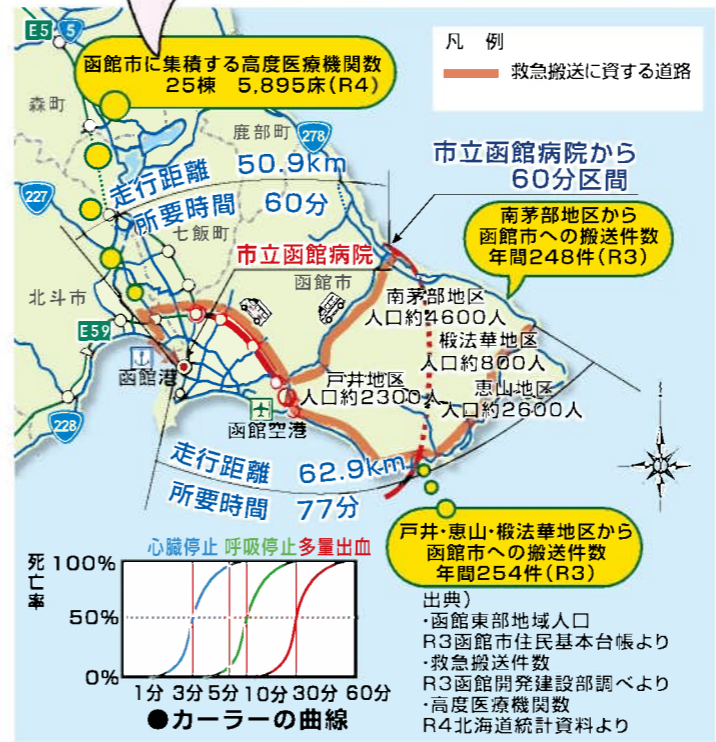 E5
5
函館市に集積する高度医療機関数
25棟 5,895床(R4)
凡 例
救急搬送に資する道路
森町
鹿部町
278
市立函館病院から
60分区間
走行距離 50.9km
所要時間 60分
227
七飯町
南茅部地区から
函館市への搬送件数
年間248件(R3)
市立函館病院
函館市
北斗市
南茅部地区
人口約4600人
E59
椴法華地区
人口約800人
函館港
戸井地区
人口約2300人
恵山地区
人口約2600人
228
函館空港
走行距離 62.9km
所要時間 77分
戸井・恵山・椴法華地区から
函館市への搬送件数
年間254件(R3)
心臓停止 呼吸停止 多量出血
死亡率
100%
50%
0%
1分 3分 5分 10分 30分 60分
●カーラーの曲線
出典)
・函館東部地域人口
R3函館市住民基本台帳より
・救急搬送件数
R3函館開発建設部調べより
・高度医療機関数
R4北海道統計資料より